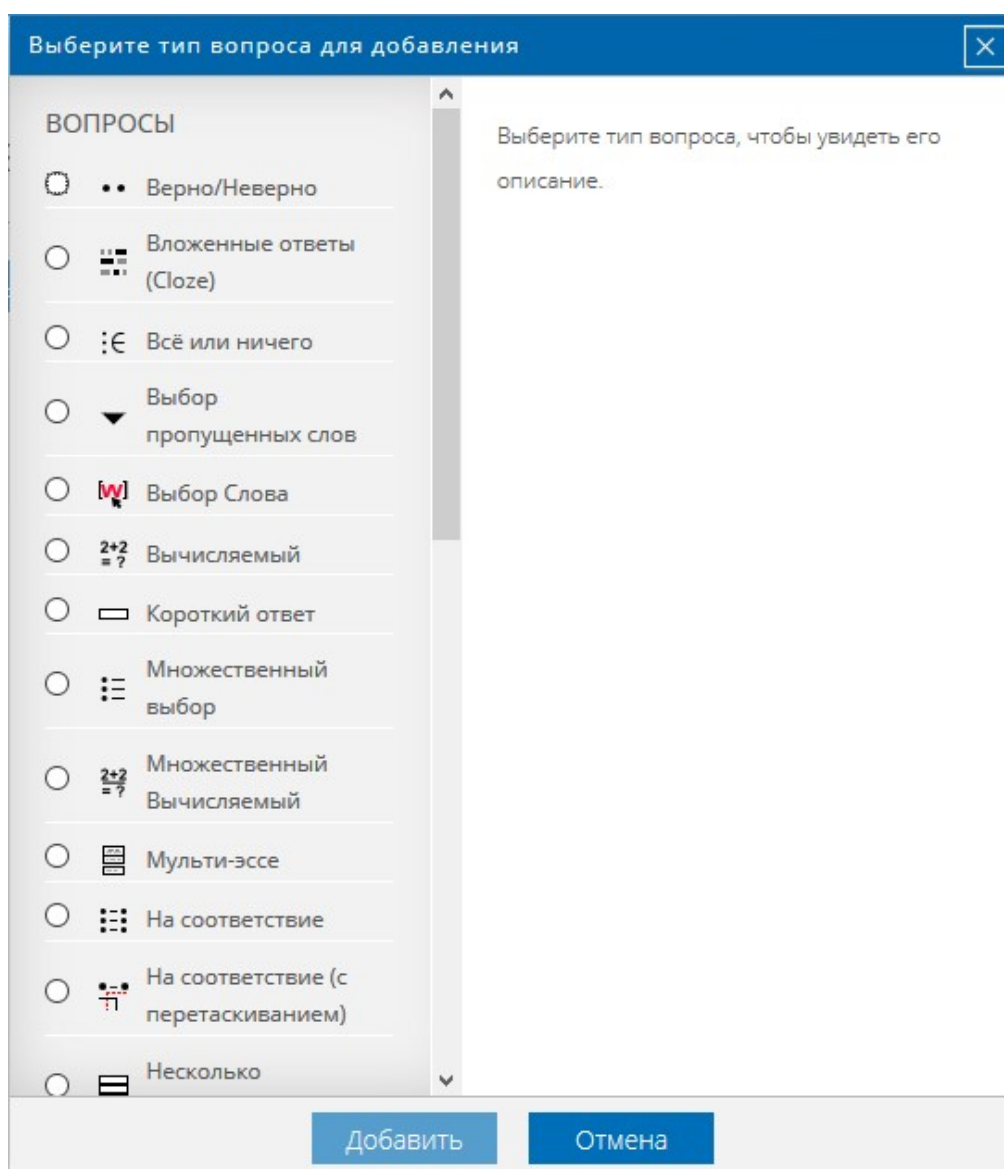 Выберите тип вопроса для добавления
ВОПРОСЫ
Верно/Неверно
Вложенные ответы
(Cloze)
Всё или ничего
Выбор
пропущенных слов
[W] Выбор Слова
2+2
= ? Вычисляемый
Короткий ответ
Множественный
выбор
2+2
= ? Множественный
Вычисляемый
Мульти-эссе
На соответствие
На соответствие (с
перетаскиванием)
Несколько
Выберите тип вопроса, чтобы увидеть его
описание.
Добавить
Отмена